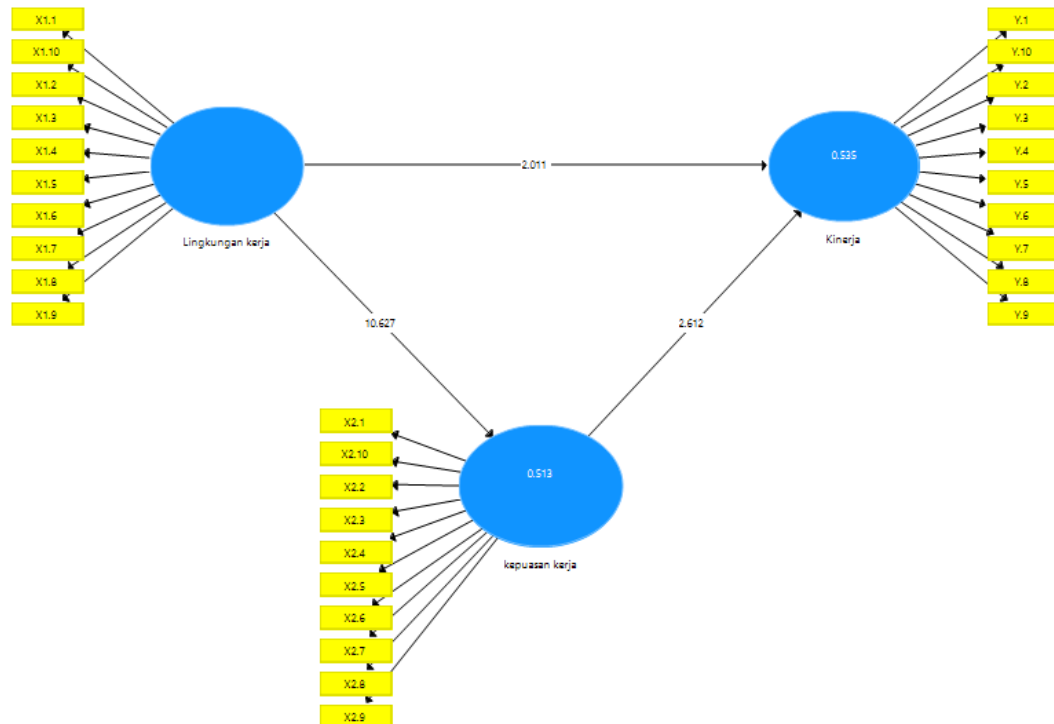 X1.1
X1.10
X1.2
X1.3
X1.4
X1.5
X1.6
X1.7
X1.8
X1.9
Lingkungan kerja
2.011
10.627
2.612
0.535
Kinerja
Y.1
Y.10
Y.2
Y.3
Y.4
Y.5
Y.6
Y.7
Y.8
Y.9
X2.1
X2.10
X2.2
X2.3
X2.4
X2.5
X2.6
X2.7
X2.8
X2.9
0.513
kepuasan kerja